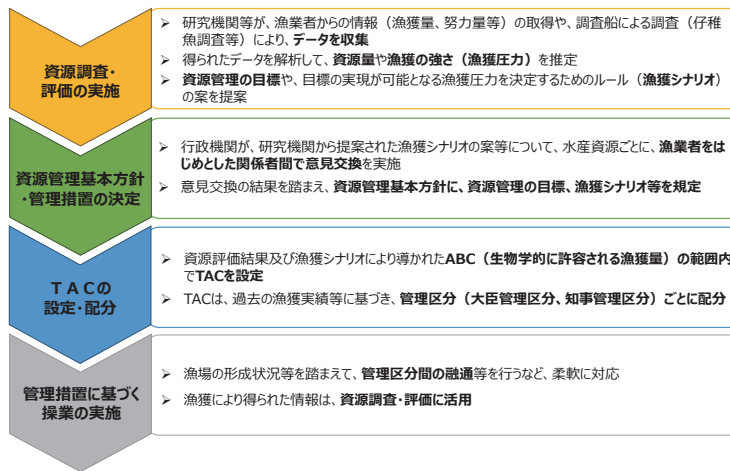 資源調査・
評価の実施
➢ 研究機関等が、漁業者からの情報（漁獲量、努力量等）の取得や、調査船による調査（仔稚
魚調査等）により、データを収集
➢ 得られたデータを解析して、資源量や漁獲の強さ（漁獲圧力）を推定
➢ 資源管理の目標や、目標の実現が可能となる漁獲圧力を決定するためのルール（漁獲シナリオ）
の案を提案
資源管理基本方針
・管理措置の決定
➢ 行政機関が、研究機関から提案された漁獲シナリオの案等について、水産資源ごとに、漁業者をは
じめとした関係者間で意見交換を実施
➢ 意見交換の結果を踏まえ、資源管理基本方針に、資源管理の目標、漁獲シナリオ等を規定
ＴＡＣの
設定・配分
➢ 資源評価結果及び漁獲シナリオにより導かれたABC（生物学的に許容される漁獲量）の範囲内
でTACを設定
➢ TACは、過去の漁獲実績等に基づき、管理区分（大臣管理区分、知事管理区分）ごとに配分
管理措置に基づく
操業の実施
➢ 漁場の形成状況等を踏まえて、管理区分間の融通等を行うなど、柔軟に対応
➢ 漁獲により得られた情報は、資源調査・評価に活用